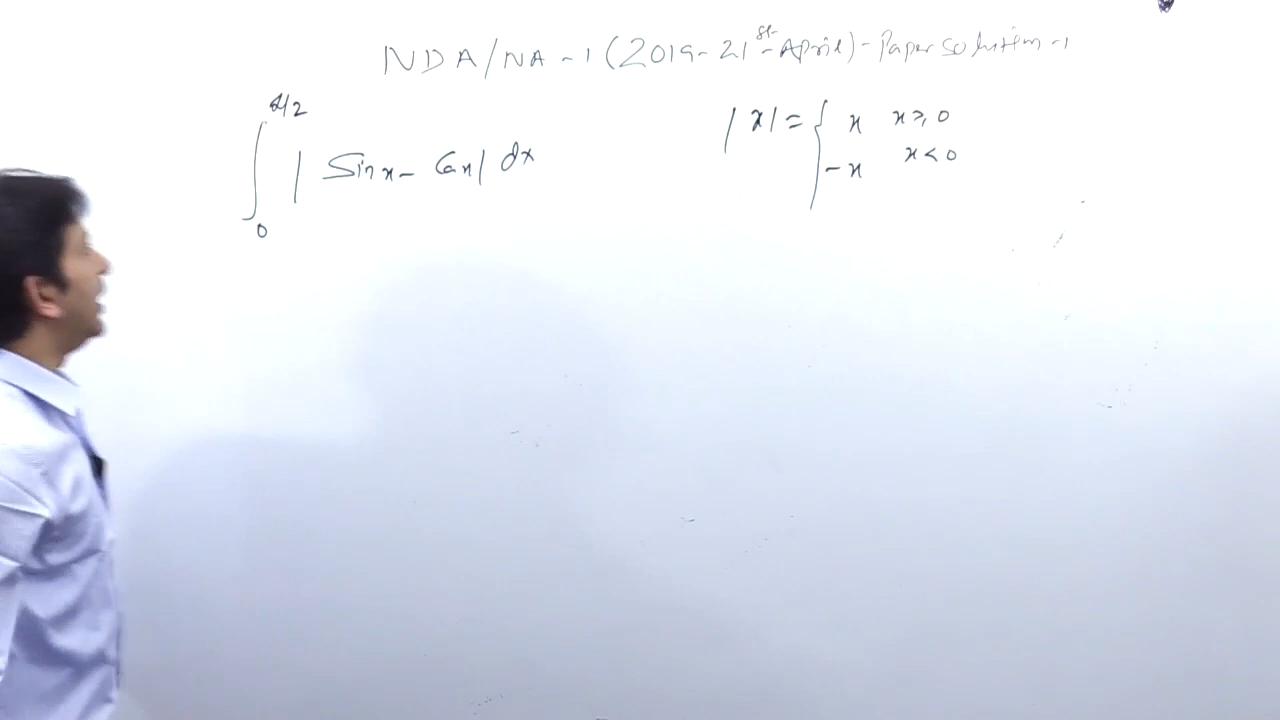 NDA/NA - 1 (2019 - 21st - April) - Paper solution - 1
∫₀^{π/2} | Sin x - Cos x | dx
|x| = { x x ≥ 0
-x x < 0